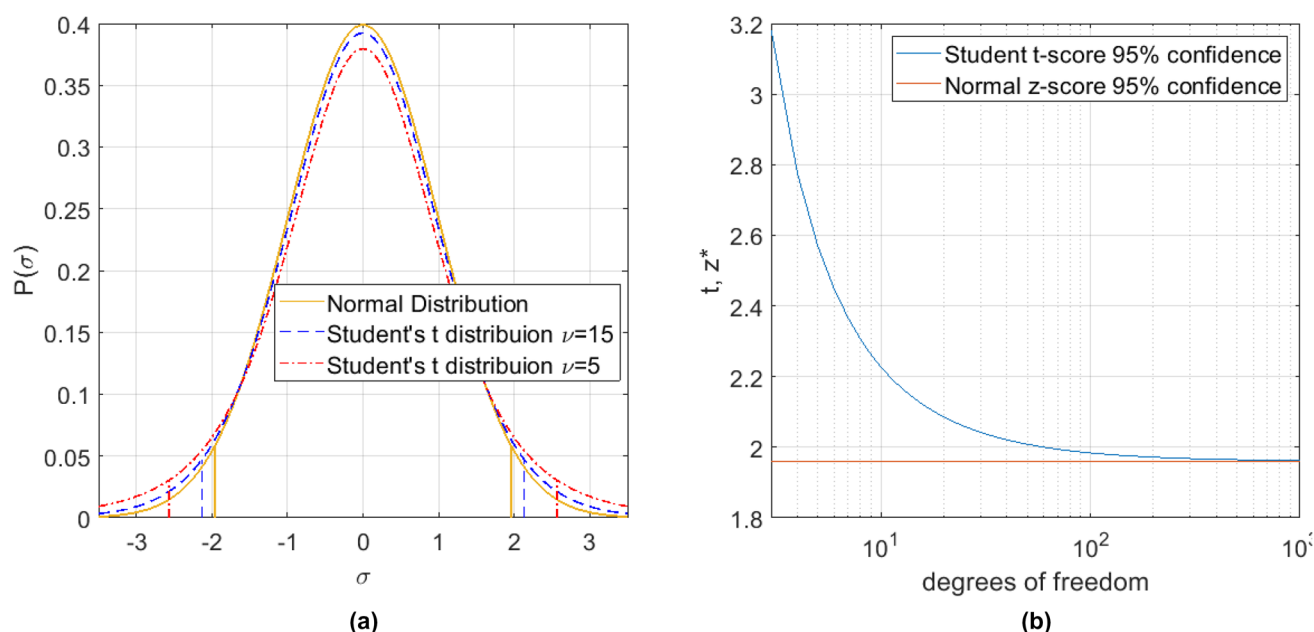 0.4
0.35
0.3
0.25
0.2
0.15
0.1
0.05
0
P(σ)
Normal Distribution
Student's t distribuion ν=15
Student's t distribuion ν=5
-3 -2 -1 0 1 2 3
σ
(a)
3.2
3
2.8
2.6
2.4
2.2
2
1.8
t, z*
Student t-score 95% confidence
Normal z-score 95% confidence
10¹ 10² 10³
degrees of freedom
(b)